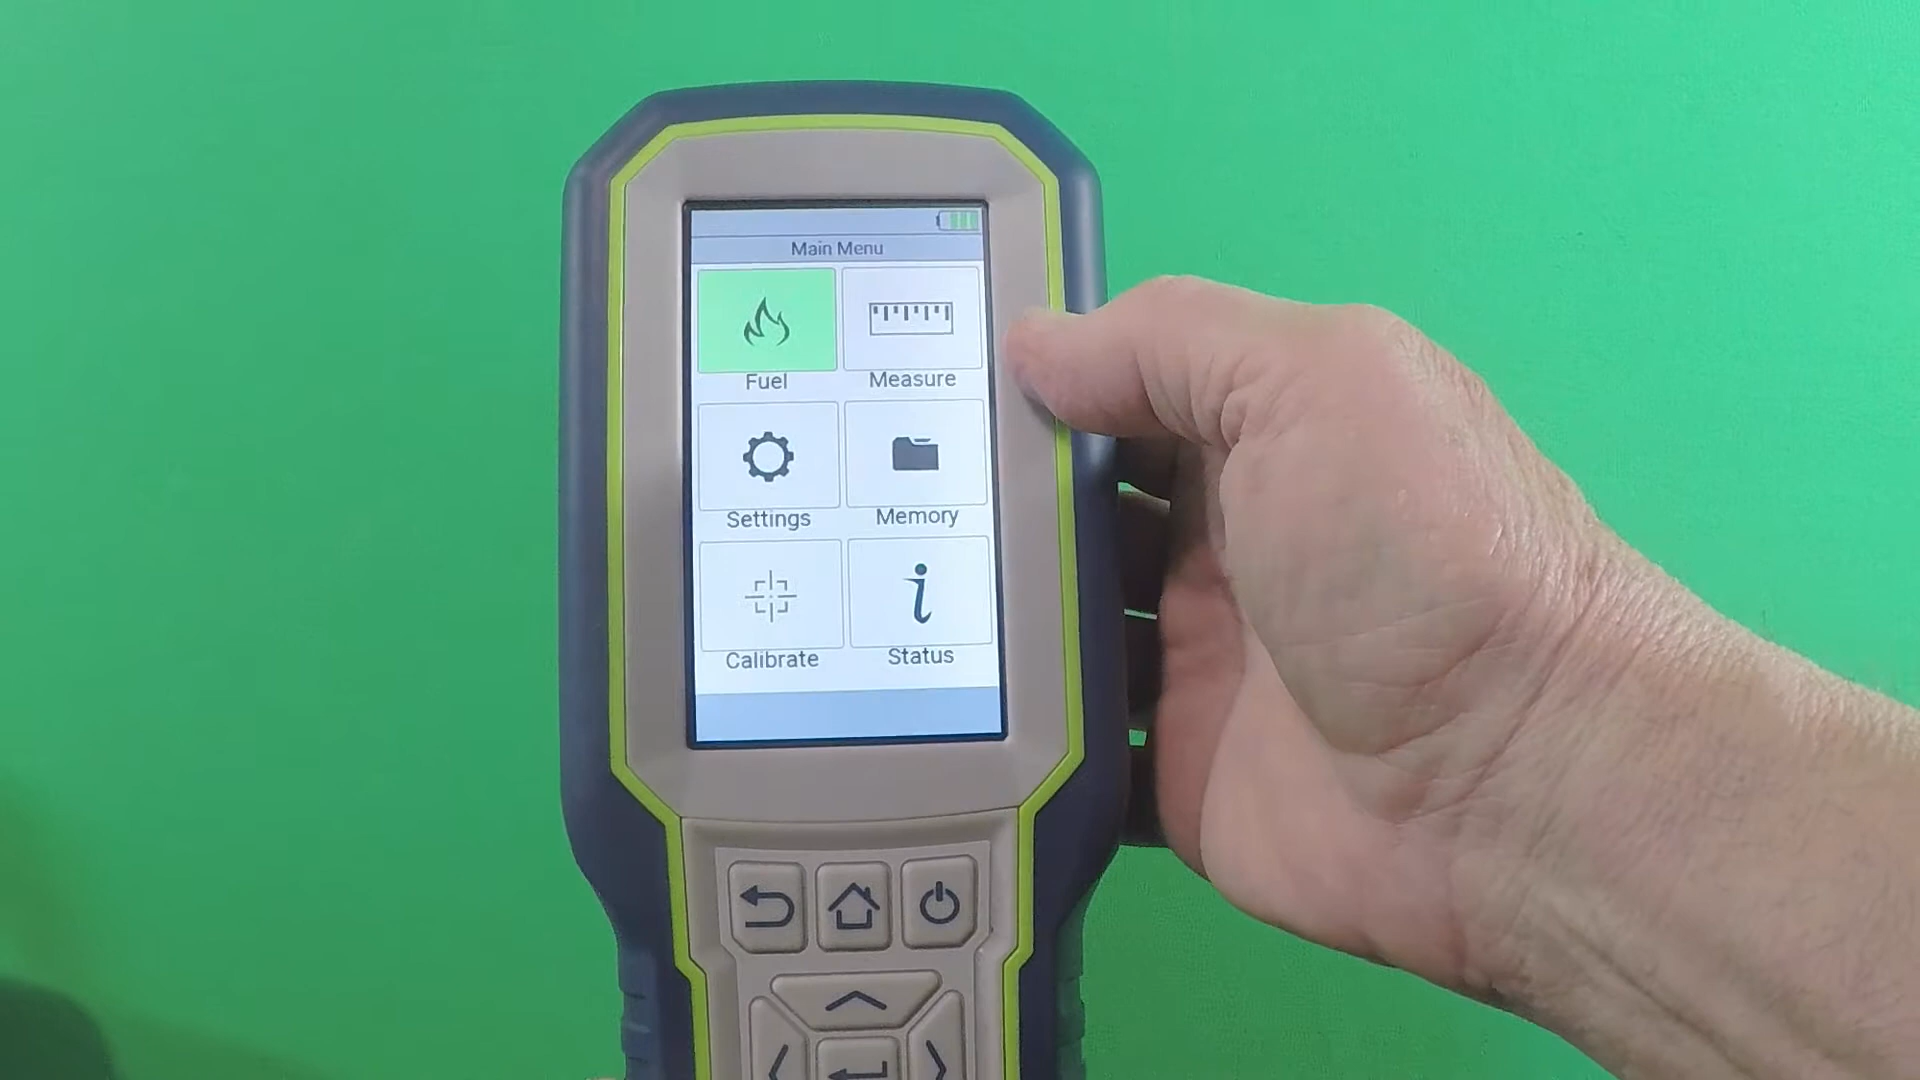 Main Menu
Fuel
Measure
Settings
Memory
Calibrate
Status